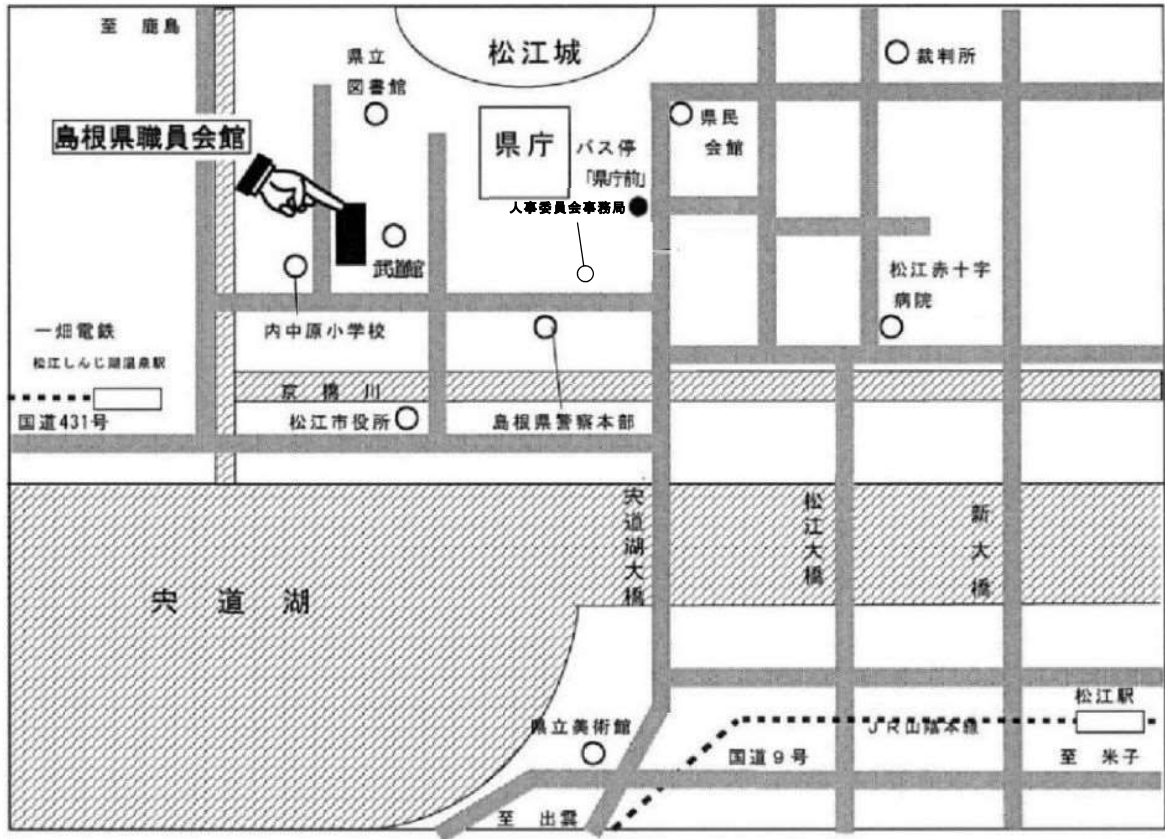 至 鹿島
県立
図書館
松江城
裁判所
島根県職員会館
県庁
バス停
「県庁前」
県民
会館
人事委員会事務局
武道館
松江赤十字
病院
一畑電鉄
松江しんじ湖温泉駅
内中原小学校
京橋川
国道431号
松江市役所
島根県警察本部
宍道湖大橋
松江大橋
新大橋
宍道湖
松江駅
県立美術館
JR山陰本線
国道9号
至 米子
至 出雲